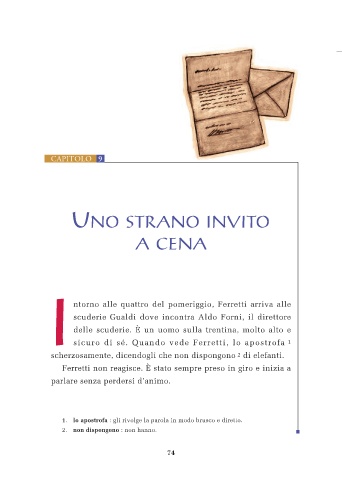 CAPITOLO 9
UNO STRANO INVITO
A CENA
Intorno alle quattro del pomeriggio, Ferretti arriva alle
scuderie Gualdi dove incontra Aldo Forni, il direttore
delle scuderie. È un uomo sulla trentina, molto alto e
sicuro di sé. Quando vede Ferretti, lo apostrofa 1
scherzosamente, dicendogli che non dispongono 2 di elefanti.
Ferretti non reagisce. È stato sempre preso in giro e inizia a
parlare senza perdersi d'animo.
1. lo apostrofa : gli rivolge la parola in modo brusco e diretto.
2. non dispongono : non hanno.
74